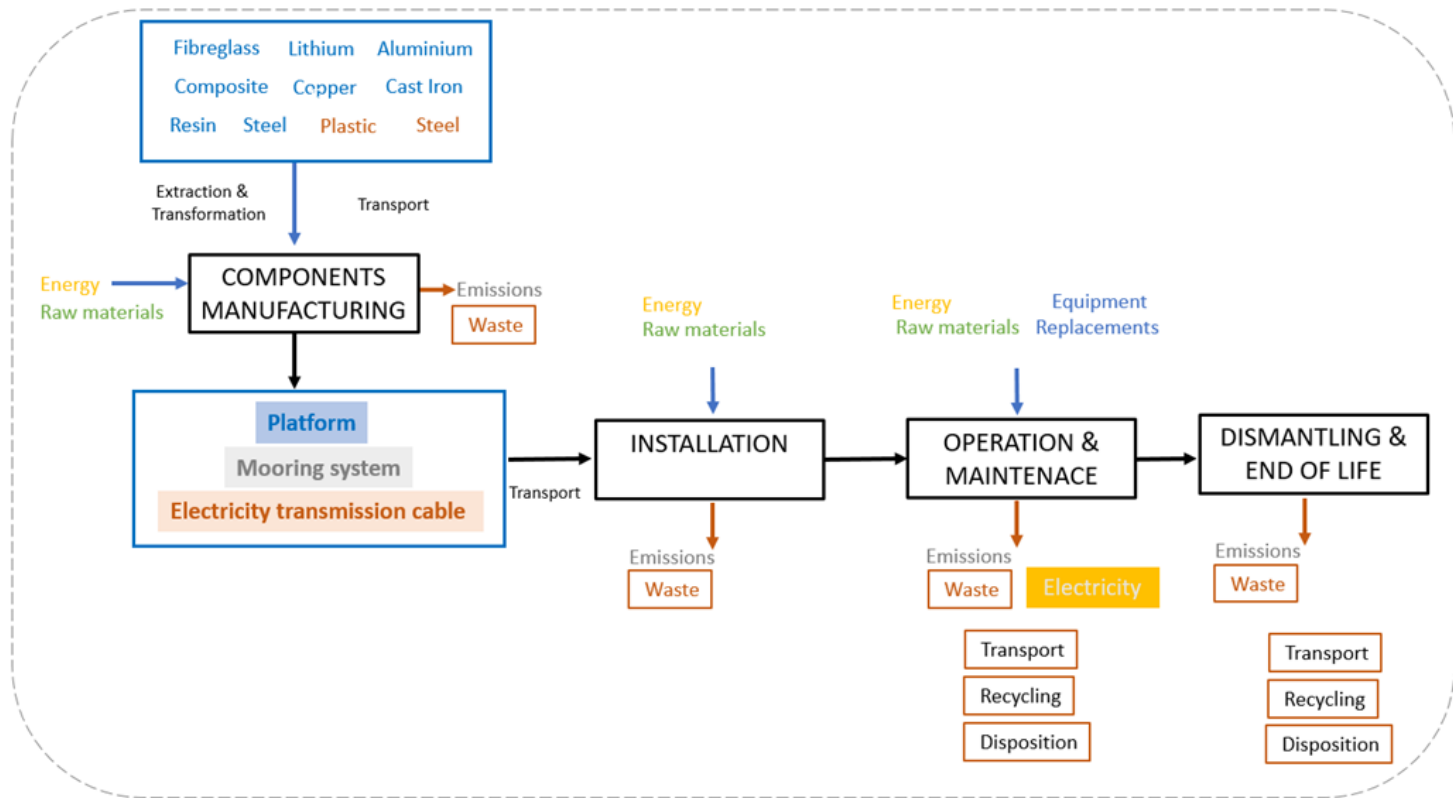 Fibreglass Lithium Aluminium
Composite Copper Cast Iron
Resin Steel Plastic Steel
Extraction &
Transformation
Transport
Energy
Raw materials
COMPONENTS
MANUFACTURING
Emissions
Waste
Platform
Mooring system
Electricity transmission cable
Transport
Energy
Raw materials
INSTALLATION
Emissions
Waste
Energy
Raw materials
Equipment
Replacements
OPERATION &
MAINTENACE
Emissions
Waste
Electricity
Transport
Recycling
Disposition
DISMANTLING &
END OF LIFE
Emissions
Waste
Transport
Recycling
Disposition